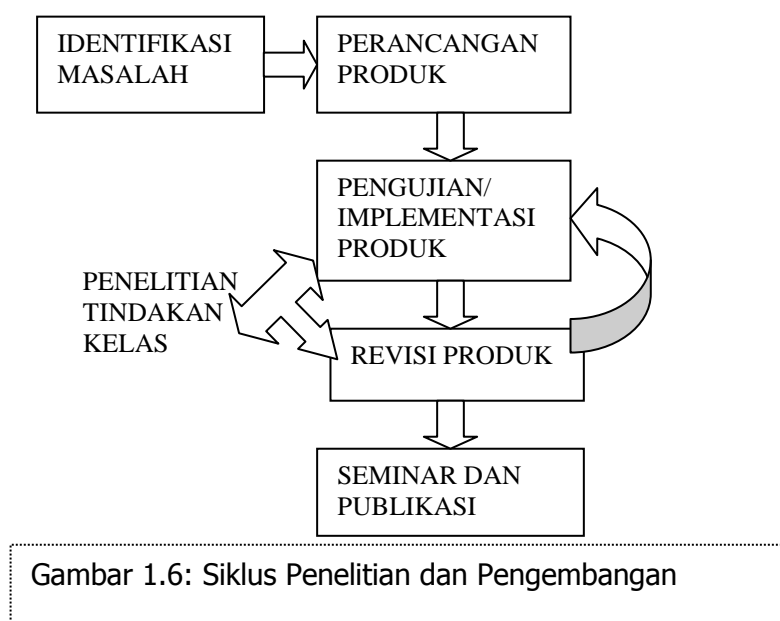 IDENTIFIKASI
MASALAH
PERANCANGAN
PRODUK
PENGUJIAN/
IMPLEMENTASI
PRODUK
PENELITIAN
TINDAKAN
KELAS
REVISI PRODUK
SEMINAR DAN
PUBLIKASI
Gambar 1.6: Siklus Penelitian dan Pengembangan